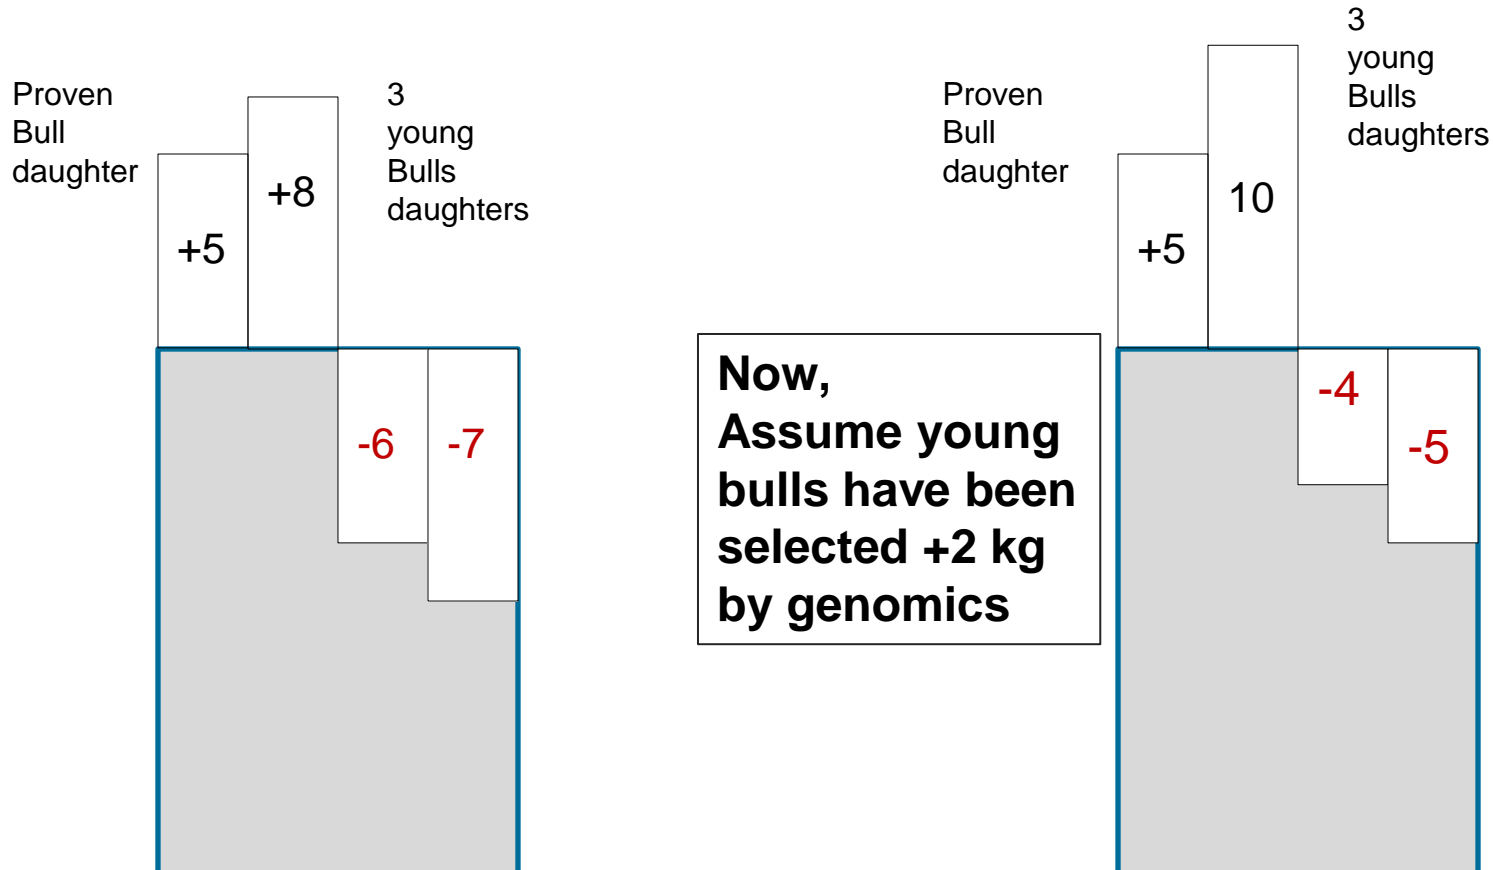 Proven
Bull
daughter
+5
+8
3
young
Bulls
daughters
-6
-7
Now,
Assume young
bulls have been
selected +2 kg
by genomics
Proven
Bull
daughter
+5
10
3
young
Bulls
daughters
-4
-5